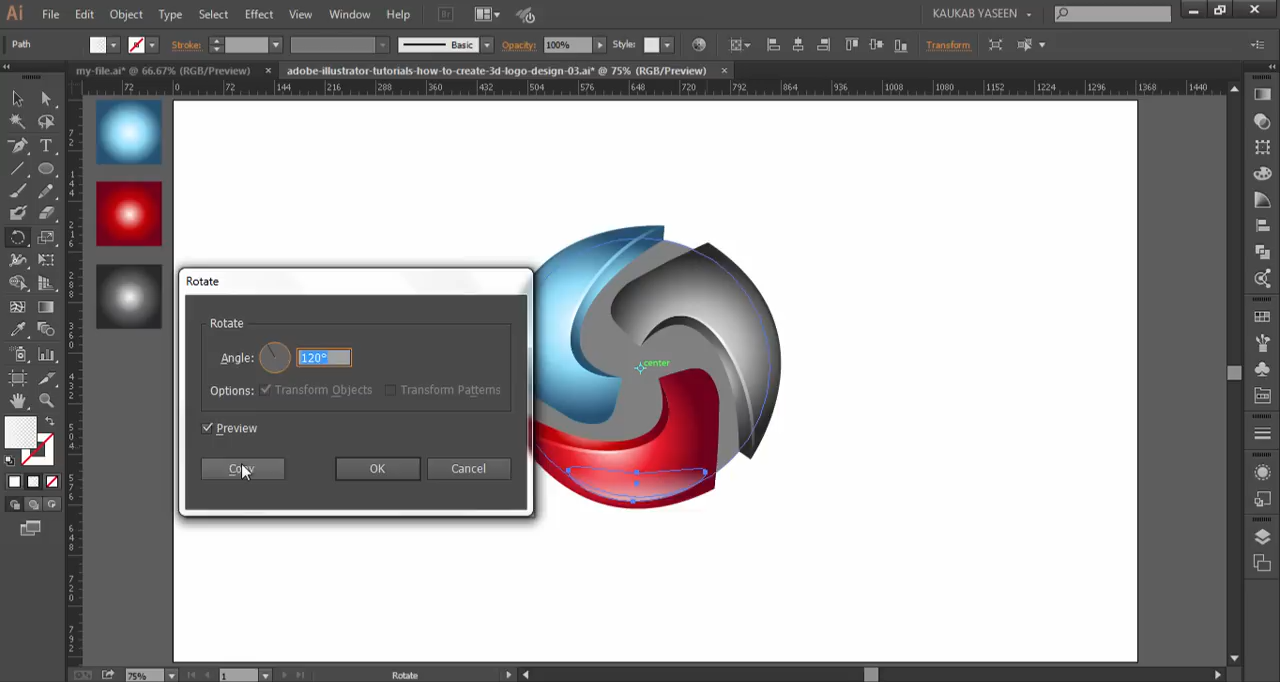 Ai File Edit Object Type Select Effect View Window Help Br KAUKAB YASEEN
Path Stroke: Basic Opacity: 100% Style: Transform
my-file.ai* @ 66.67% (RGB/Preview) × adobe-illustrator-tutorials-how-to-create-3d-logo-design-03.ai* @ 75% (RGB/Preview) ×
72 0 72 144 216 288 360 432 504 576 648 720 792 864 936 1008 1080 1152 1224 1296 1368 1440
Rotate
Rotate
Angle: 120°
center
Options: Transform Objects Transform Patterns
Preview
Copy OK Cancel
75% 1 Rotate